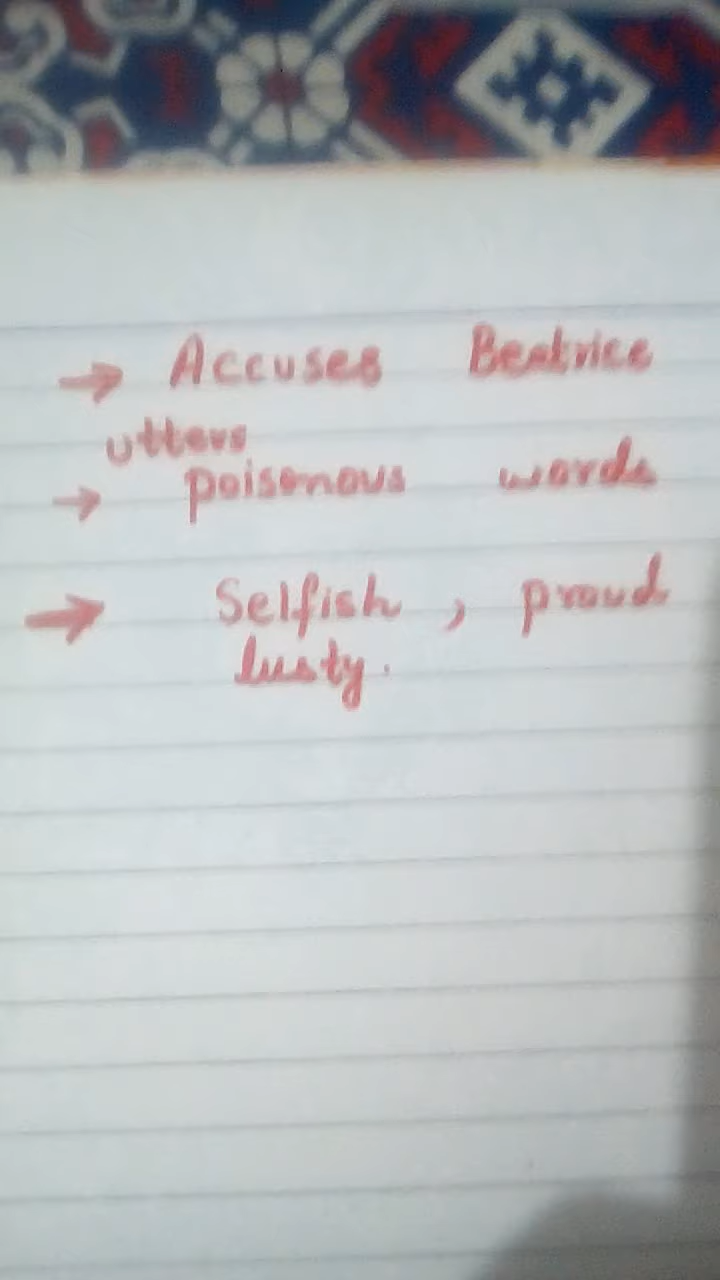 → Accuses Beatrice
utters
→ poisonous words
→ Selfish, proud
lusty.